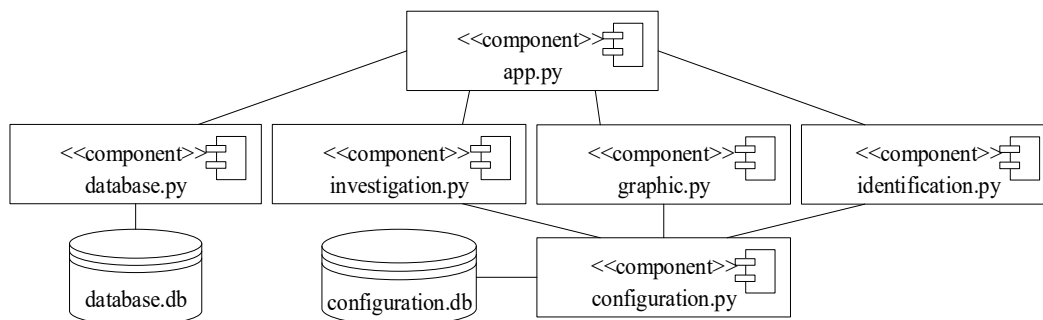 <<component>>
app.py
<<component>>
database.py
<<component>>
investigation.py
<<component>>
graphic.py
<<component>>
identification.py
database.db
configuration.db
<<component>>
configuration.py